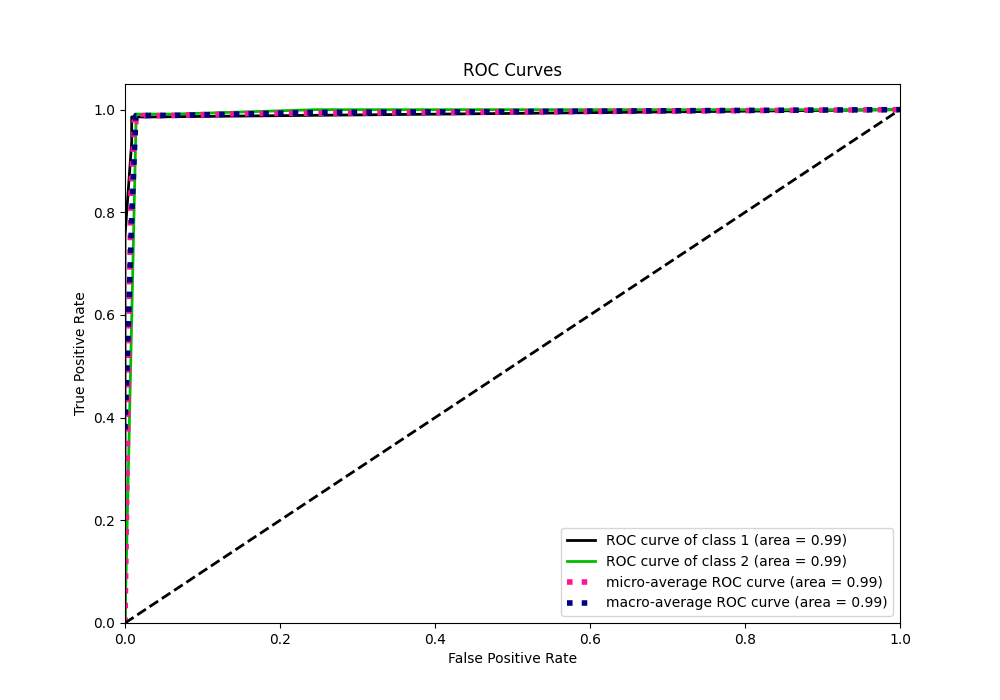 ROC Curves
True Positive Rate
1.0
0.8
0.6
0.4
0.2
0.0
0.0 0.2 0.4 0.6 0.8 1.0
False Positive Rate
ROC curve of class 1 (area = 0.99)
ROC curve of class 2 (area = 0.99)
micro-average ROC curve (area = 0.99)
macro-average ROC curve (area = 0.99)